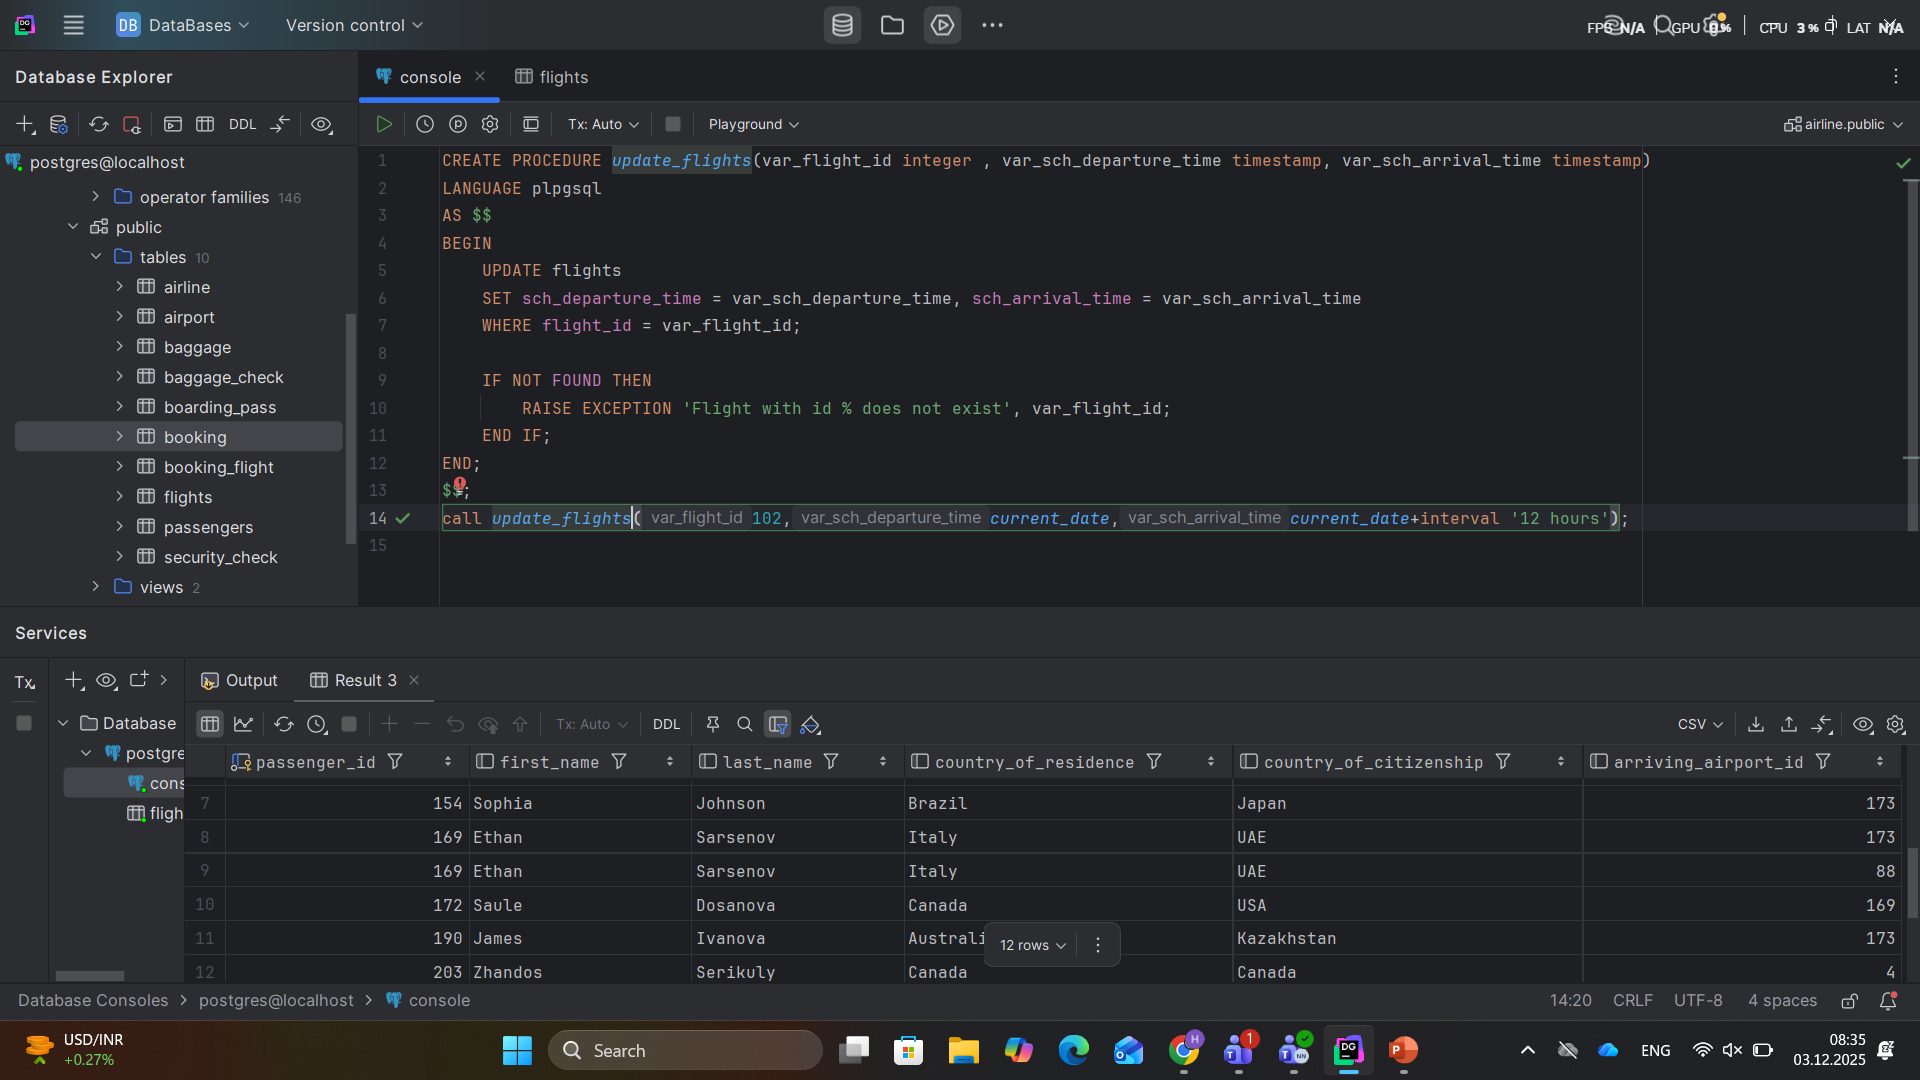 DB DataBases
Version control
FPS N/A GPU 0% CPU 3% LAT N/A
Database Explorer
console
flights
DDL
Tx: Auto
Playground
airline.public
postgres@localhost
operator families 146
public
tables 10
airline
airport
baggage
baggage_check
boarding_pass
booking
booking_flight
flights
passengers
security_check
views 2
1 CREATE PROCEDURE update_flights(var_flight_id integer , var_sch_departure_time timestamp, var_sch_arrival_time timestamp)
2 LANGUAGE plpgsql
3 AS $$
4 BEGIN
5 UPDATE flights
6 SET sch_departure_time = var_sch_departure_time, sch_arrival_time = var_sch_arrival_time
7 WHERE flight_id = var_flight_id;
8
9 IF NOT FOUND THEN
10 RAISE EXCEPTION 'Flight with id % does not exist', var_flight_id;
11 END IF;
12 END;
13 $$;
14 call update_flights( var_flight_id 102, var_sch_departure_time current_date, var_sch_arrival_time current_date+interval '12 hours');
15
Services
Tx
Output
Result 3
Database
postgre
cons
fligh
Tx: Auto
DDL
CSV
passenger_id first_name last_name country_of_residence country_of_citizenship arriving_airport_id
7 154 Sophia Johnson Brazil Japan 173
8 169 Ethan Sarsenov Italy UAE 173
9 169 Ethan Sarsenov Italy UAE 88
10 172 Saule Dosanova Canada USA 169
11 190 James Ivanova Australi Kazakhstan 173
12 203 Zhandos Serikuly Canada Canada 4
12 rows
Database Consoles > postgres@localhost > console
14:20 CRLF UTF-8 4 spaces
USD/INR
+0.27%
Search
ENG
08:35
03.12.2025